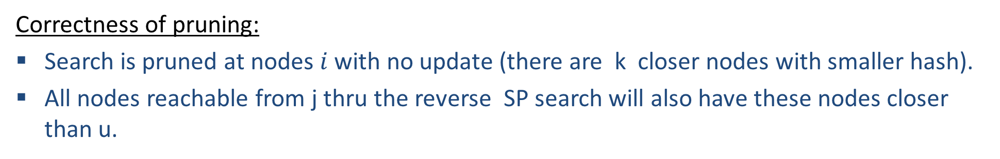 Correctness of pruning:
▪ Search is pruned at nodes 𝑖 with no update (there are k closer nodes with smaller hash).
▪ All nodes reachable from j thru the reverse SP search will also have these nodes closer
than u.